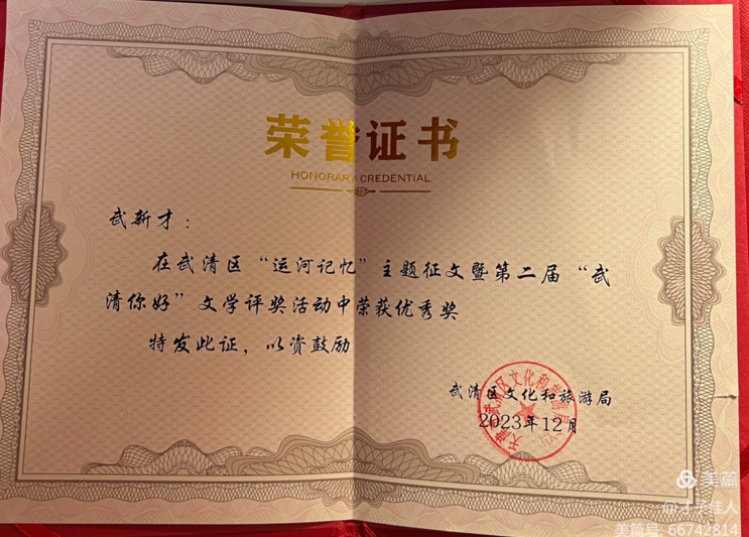 荣誉证书
HONORARY CREDENTIAL
武新才：
在武清区“运河记忆”主题征文暨第二届“武
清你好”文学评奖活动中荣获优秀奖
特发此证，以资鼓励
武清区文化和旅游局
2023年12月
美篇
美篇号: 66742814